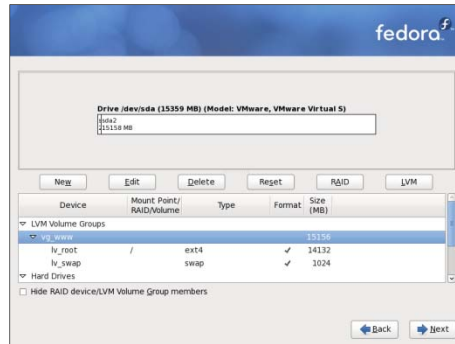 fedora
Drive /dev/sda (15359 MB) (Model: VMware, VMware Virtual S)
sda2
15158 MB
New Edit Delete Reset RAID LVM
Device Mount Point/ RAID/Volume Type Format Size (MB)
LVM Volume Groups
vg_www 15156
lv_root / ext4 ✓ 14132
lv_swap swap ✓ 1024
Hard Drives
Hide RAID device/LVM Volume Group members
Back Next